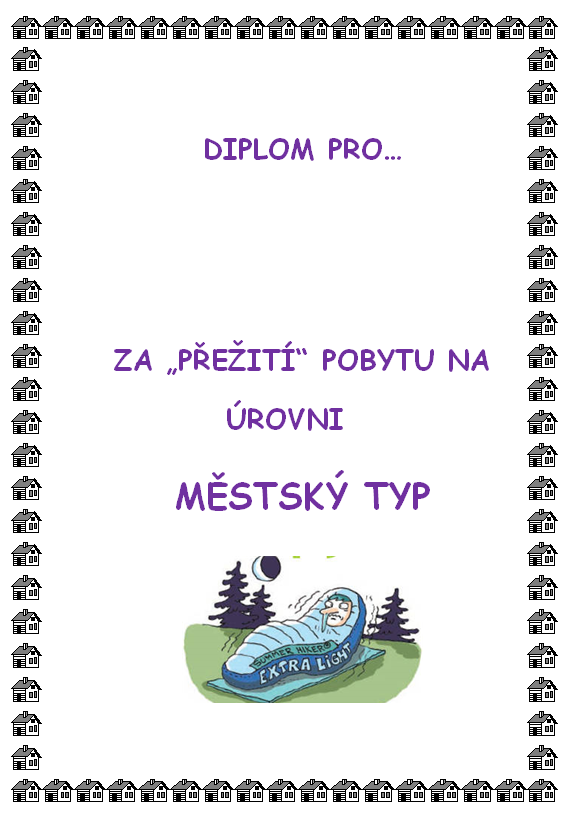 DIPLOM PRO…
ZA „PŘEŽITÍ“ POBYTU NA
ÚROVNI
MĚSTSKÝ TYP
SUMMER HIKER
EXTRA LIGHT